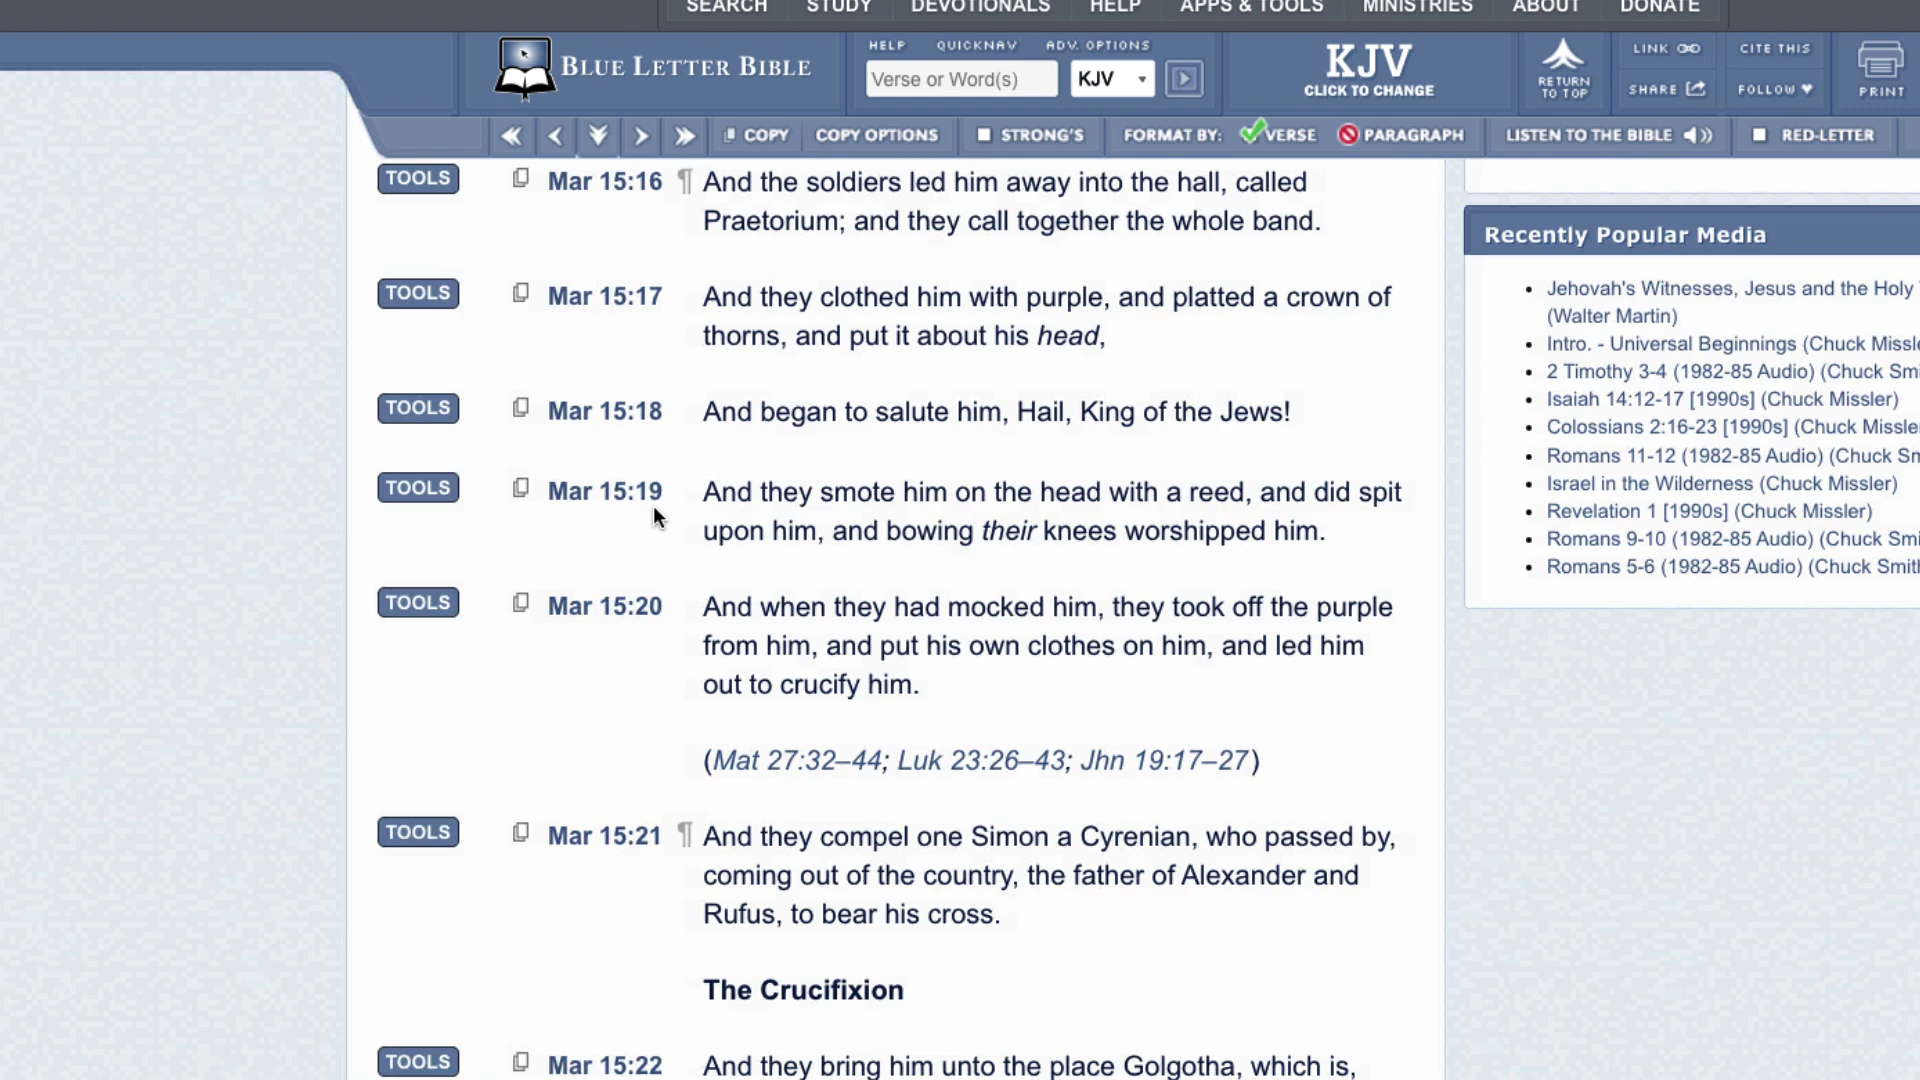 SEARCH STUDY DEVOTIONALS HELP APPS & TOOLS MINISTRIES ABOUT DONATE
BLUE LETTER BIBLE
HELP QUICKNAV ADV. OPTIONS
Verse or Word(s) KJV
KJV
CLICK TO CHANGE
RETURN
TO TOP
LINK CITE THIS
SHARE FOLLOW
PRINT
COPY COPY OPTIONS STRONG'S FORMAT BY: VERSE PARAGRAPH LISTEN TO THE BIBLE RED-LETTER
TOOLS Mar 15:16 ¶ And the soldiers led him away into the hall, called
Praetorium; and they call together the whole band.
TOOLS Mar 15:17 And they clothed him with purple, and platted a crown of
thorns, and put it about his head,
TOOLS Mar 15:18 And began to salute him, Hail, King of the Jews!
TOOLS Mar 15:19 And they smote him on the head with a reed, and did spit
upon him, and bowing their knees worshipped him.
TOOLS Mar 15:20 And when they had mocked him, they took off the purple
from him, and put his own clothes on him, and led him
out to crucify him.
(Mat 27:32–44; Luk 23:26–43; Jhn 19:17–27)
TOOLS Mar 15:21 ¶ And they compel one Simon a Cyrenian, who passed by,
coming out of the country, the father of Alexander and
Rufus, to bear his cross.
The Crucifixion
TOOLS Mar 15:22 And they bring him unto the place Golgotha, which is,
Recently Popular Media
• Jehovah's Witnesses, Jesus and the Holy
(Walter Martin)
• Intro. - Universal Beginnings (Chuck
• 2 Timothy 3-4 (1982-85 Audio) (Chuck
• Isaiah 14:12-17 [1990s] (Chuck Missler)
• Colossians 2:16-23 [1990s] (Chuck
• Romans 11-12 (1982-85 Audio) (Chuck
• Israel in the Wilderness (Chuck Missler)
• Revelation 1 [1990s] (Chuck Missler)
• Romans 9-10 (1982-85 Audio) (Chuck
• Romans 5-6 (1982-85 Audio) (Chuck